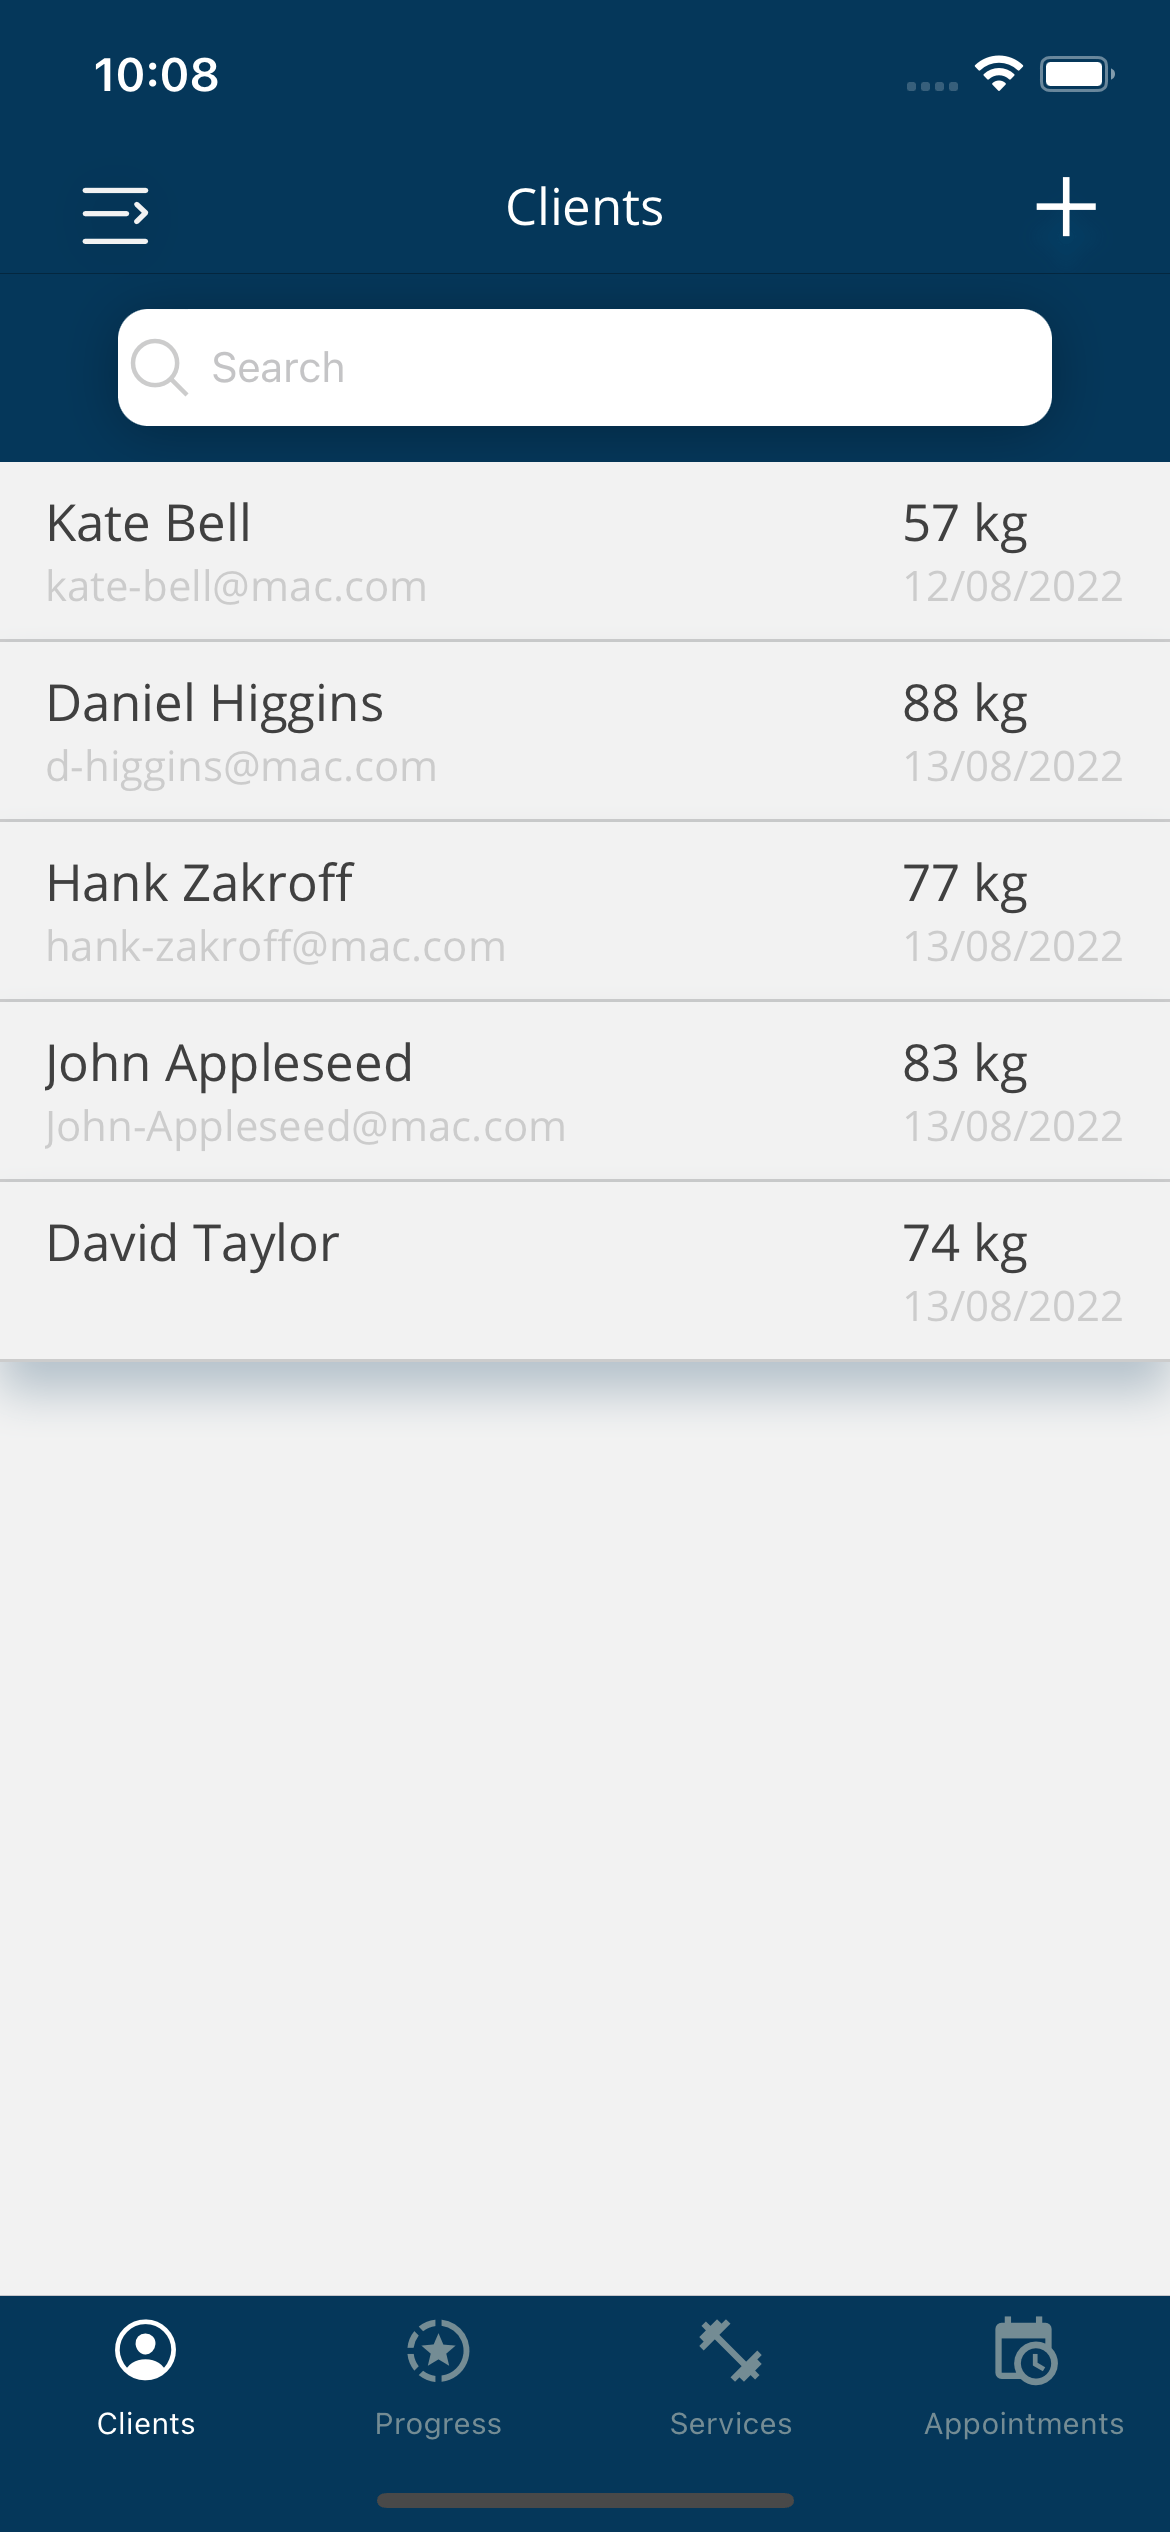 10:08
Clients
Search
Kate Bell 57 kg
kate-bell@mac.com 12/08/2022
Daniel Higgins 88 kg
d-higgins@mac.com 13/08/2022
Hank Zakroff 77 kg
hank-zakroff@mac.com 13/08/2022
John Appleseed 83 kg
John-Appleseed@mac.com 13/08/2022
David Taylor 74 kg
13/08/2022
Clients Progress Services Appointments